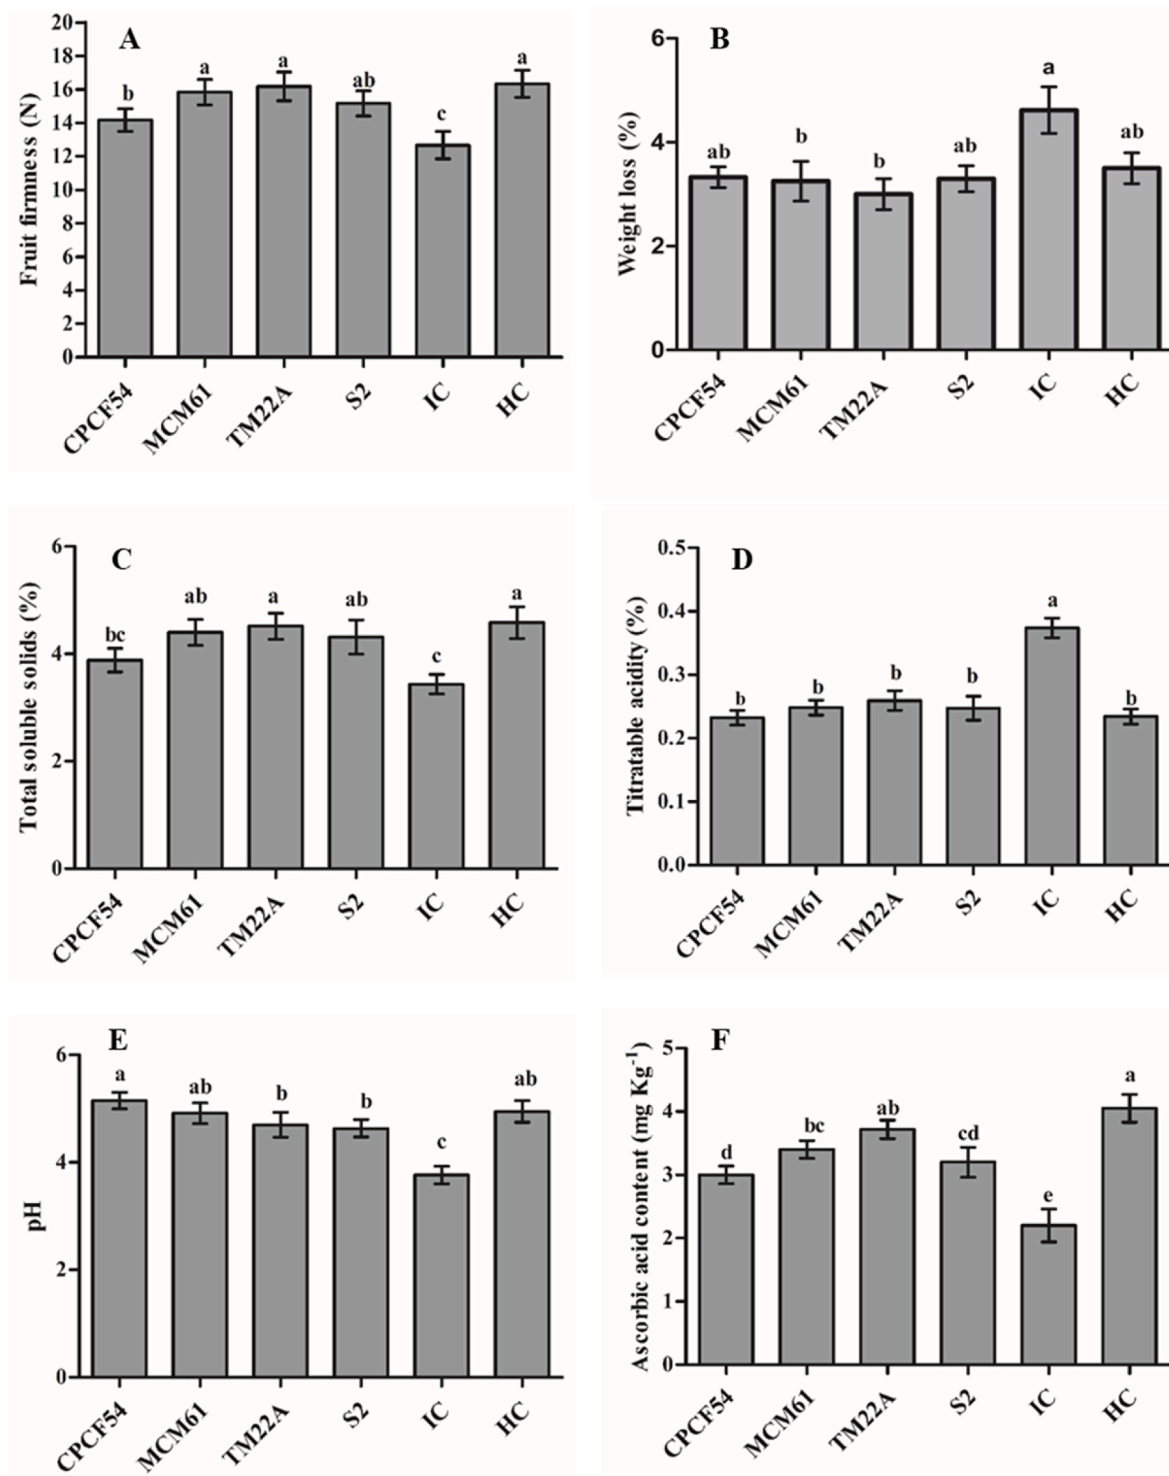 A
Fruit firmness (N)
20
18
16
14
12
10
8
6
4
2
0
b
a
a
ab
c
a
CPCF54
MCM61
TM22A
S2
IC
HC
B
Weight loss (%)
6
4
2
0
ab
b
b
ab
a
ab
CPCF54
MCM61
TM22A
S2
IC
HC
C
Total soluble solids (%)
6
4
2
0
bc
ab
a
ab
c
a
CPCF54
MCM61
TM22A
S2
IC
HC
D
Titratable acidity (%)
0.5
0.4
0.3
0.2
0.1
0.0
b
b
b
b
a
b
CPCF54
MCM61
TM22A
S2
IC
HC
E
pH
6
4
2
0
a
ab
b
b
c
ab
CPCF54
MCM61
TM22A
S2
IC
HC
F
Ascorbic acid content (mg Kg⁻¹)
5
4
3
2
1
0
d
bc
ab
cd
e
a
CPCF54
MCM61
TM22A
S2
IC
HC